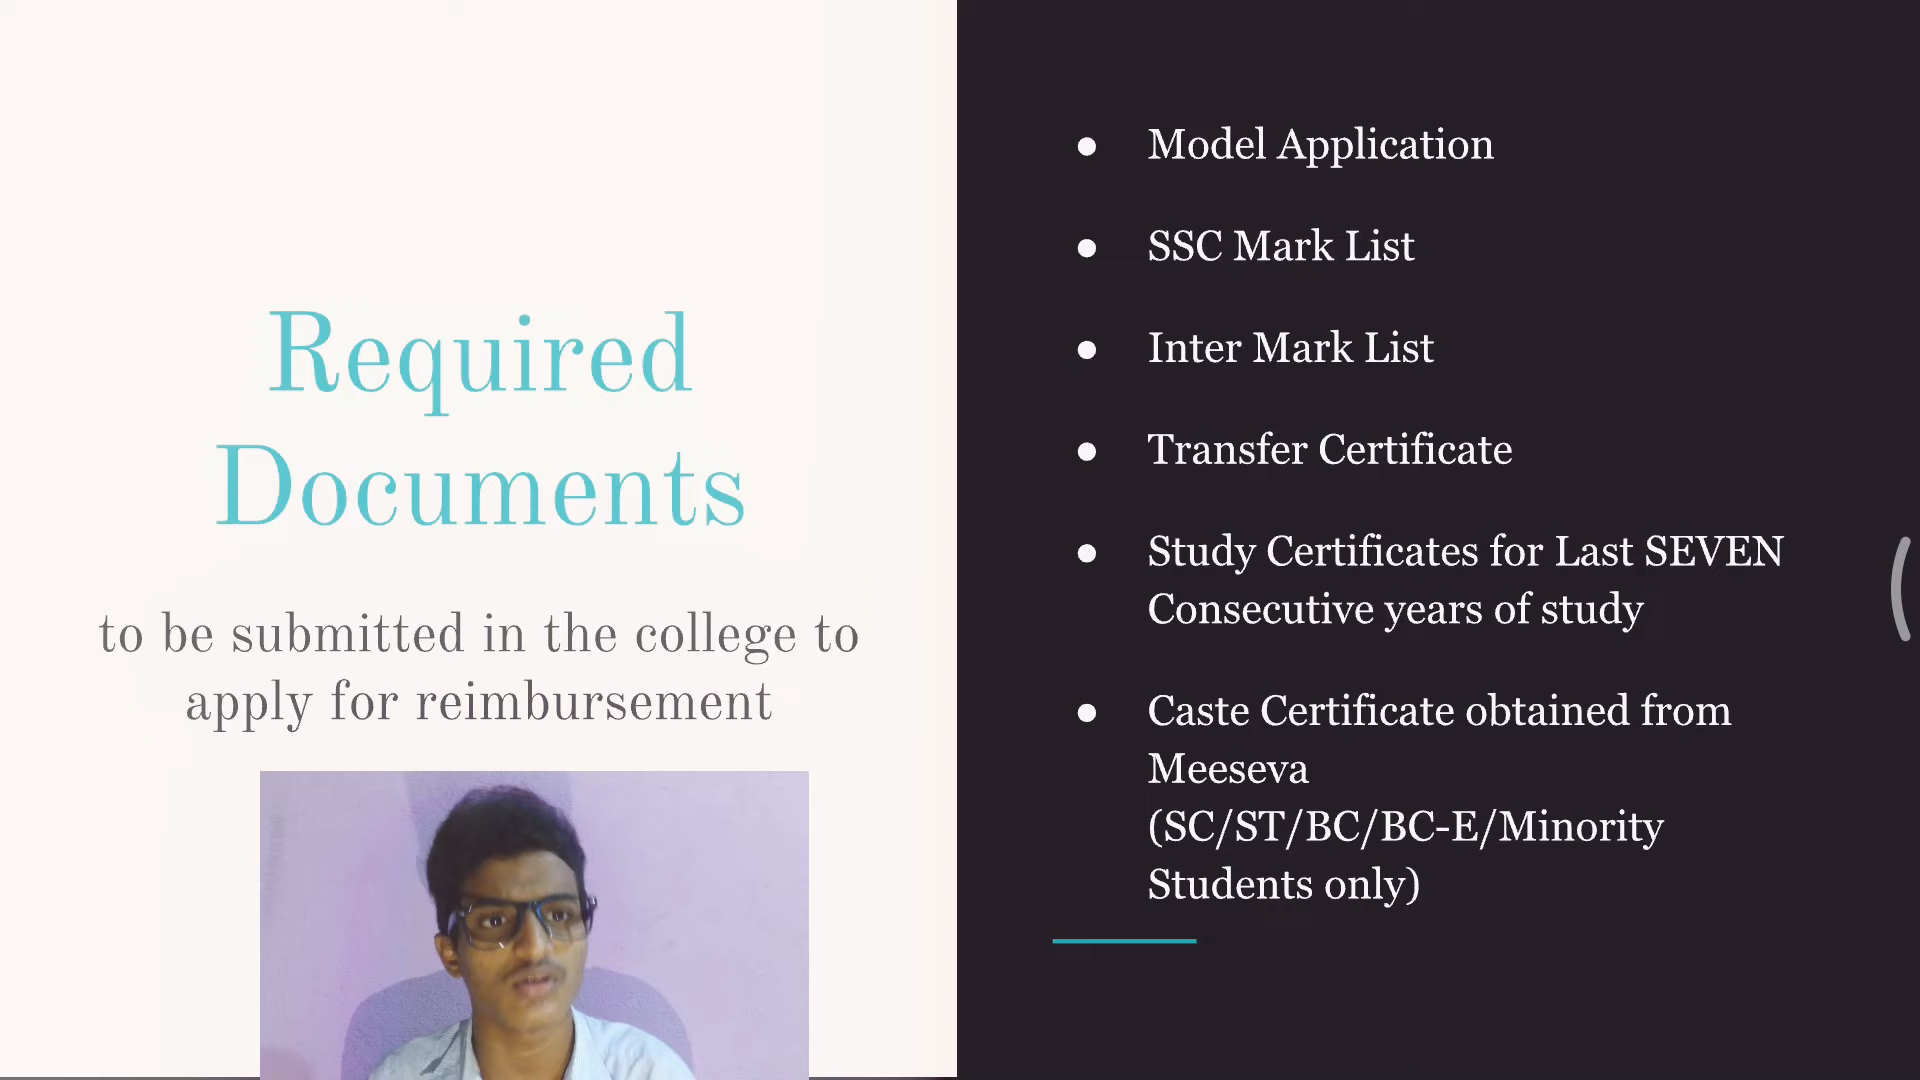 Required
Documents
to be submitted in the college to
apply for reimbursement
● Model Application
● SSC Mark List
● Inter Mark List
● Transfer Certificate
● Study Certificates for Last SEVEN
Consecutive years of study
● Caste Certificate obtained from
Meeseva
(SC/ST/BC/BC-E/Minority
Students only)